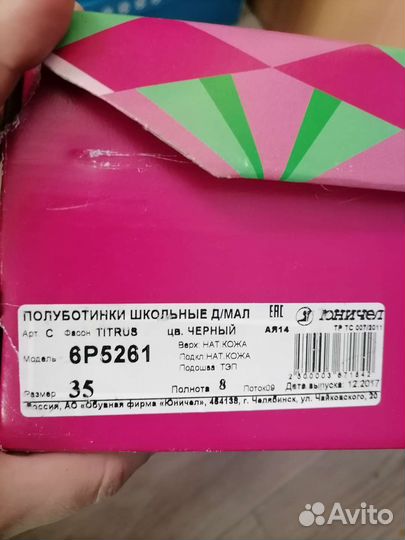 ПОЛУБОТИНКИ ШКОЛЬНЫЕ Д/МАЛ EAC ЮНИЧЕЛ
Арт. С Фасон TITRUS цв. ЧЕРНЫЙ АЯ14 ТР ТС 007/2011
Модель 6P5261 Верх: НАТ.КОЖА
Подкл:НАТ.КОЖА
Подошва: ТЭП
Размер 35 Полнота 8 Поток09 Дата выпуска: 12.2017
Россия, АО «Обувная фирма «Юничел», 454138, г. Челябинск, ул. Чайковского, 20
Avito